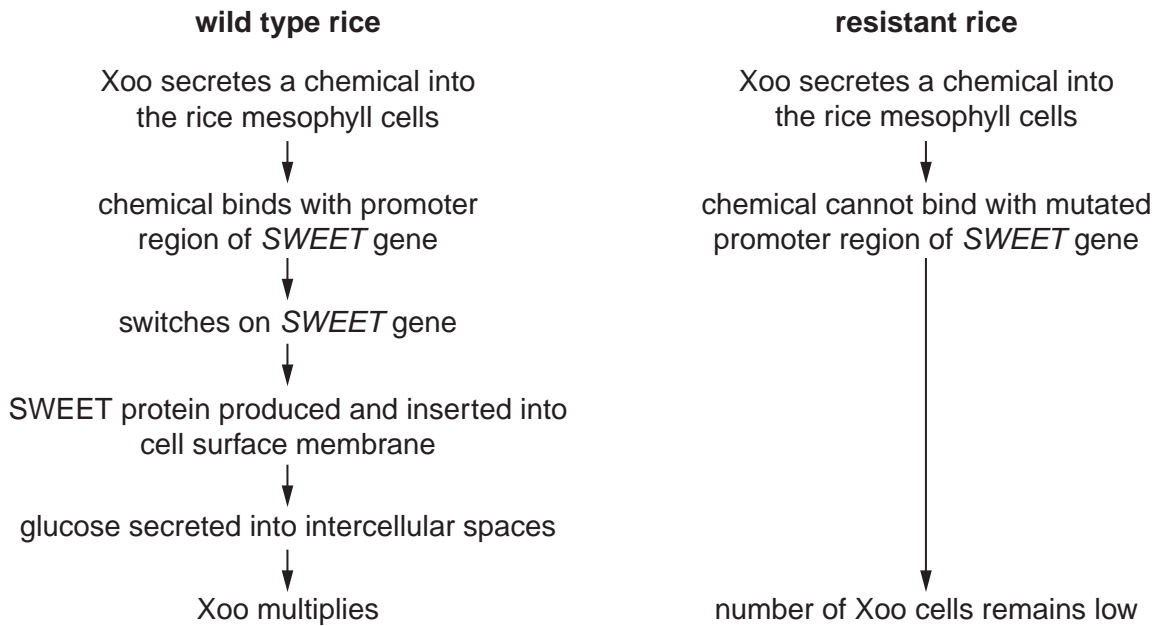 wild type rice
Xoo secretes a chemical into
the rice mesophyll cells
chemical binds with promoter
region of SWEET gene
switches on SWEET gene
SWEET protein produced and inserted into
cell surface membrane
glucose secreted into intercellular spaces
Xoo multiplies
resistant rice
Xoo secretes a chemical into
the rice mesophyll cells
chemical cannot bind with mutated
promoter region of SWEET gene
number of Xoo cells remains low